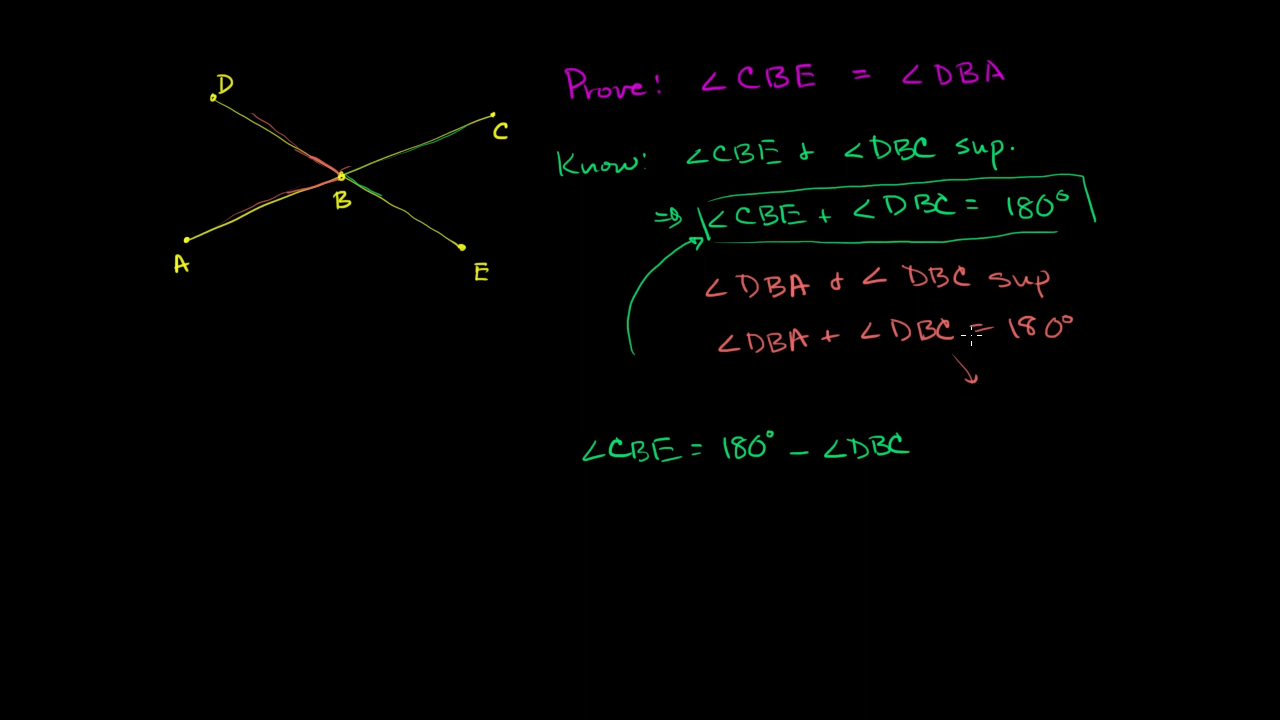 D
C
B
A
E
Prove: ∠CBE = ∠DBA
Know: ∠CBE & ∠DBC sup.
⇒ ∠CBE + ∠DBC = 180°
∠DBA & ∠DBC sup
∠DBA + ∠DBC = 180°
∠CBE = 180° - ∠DBC